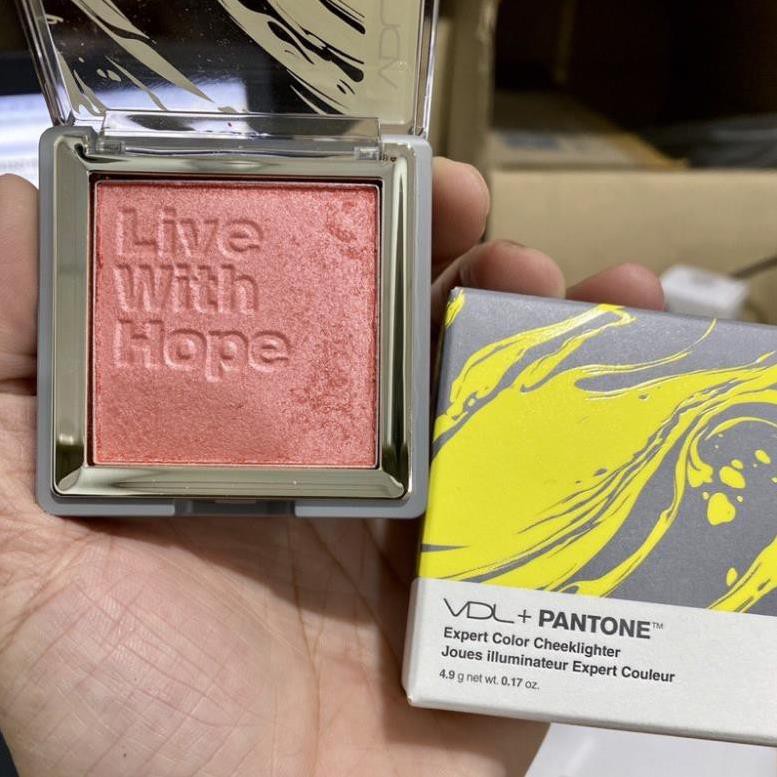 VDL
Live
With
Hope
VDL + PANTONE™
Expert Color Cheeklighter
Joues illuminateur Expert Couleur
4.9 g net wt. 0.17 oz.